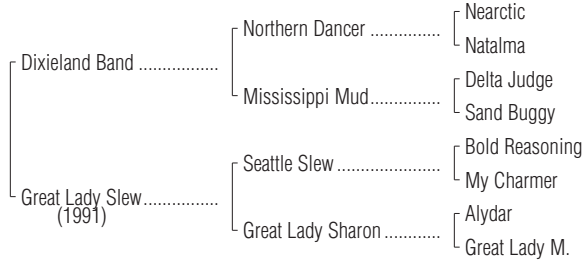 Nearctic
Northern Dancer .................
Natalma
Dixieland Band .................
Delta Judge
Mississippi Mud...............
Sand Buggy
Bold Reasoning
Seattle Slew ......................
My Charmer
Great Lady Slew................
(1991)
Alydar
Great Lady Sharon ............
Great Lady M.